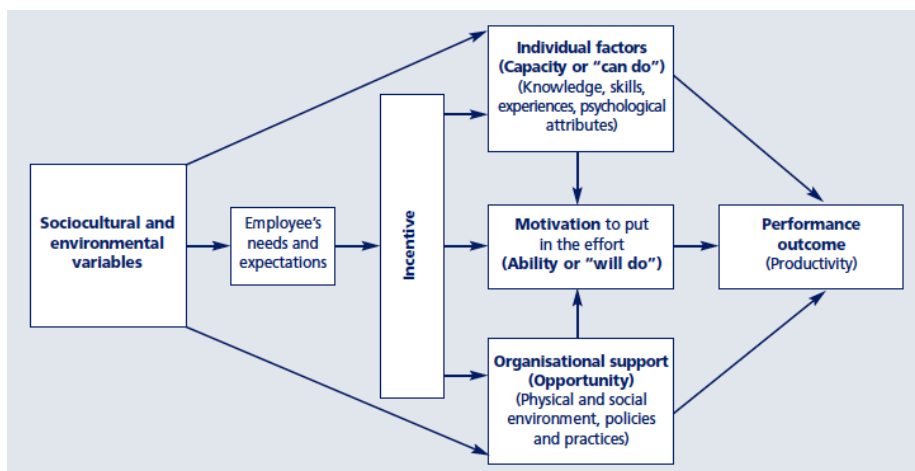 Individual factors
(Capacity or “can do”)
(Knowledge, skills,
experiences, psychological
attributes)
Sociocultural and
environmental
variables
Employee’s
needs and
expectations
Incentive
Motivation to put
in the effort
(Ability or “will do”)
Performance
outcome
(Productivity)
Organisational support
(Opportunity)
(Physical and social
environment, policies
and practices)